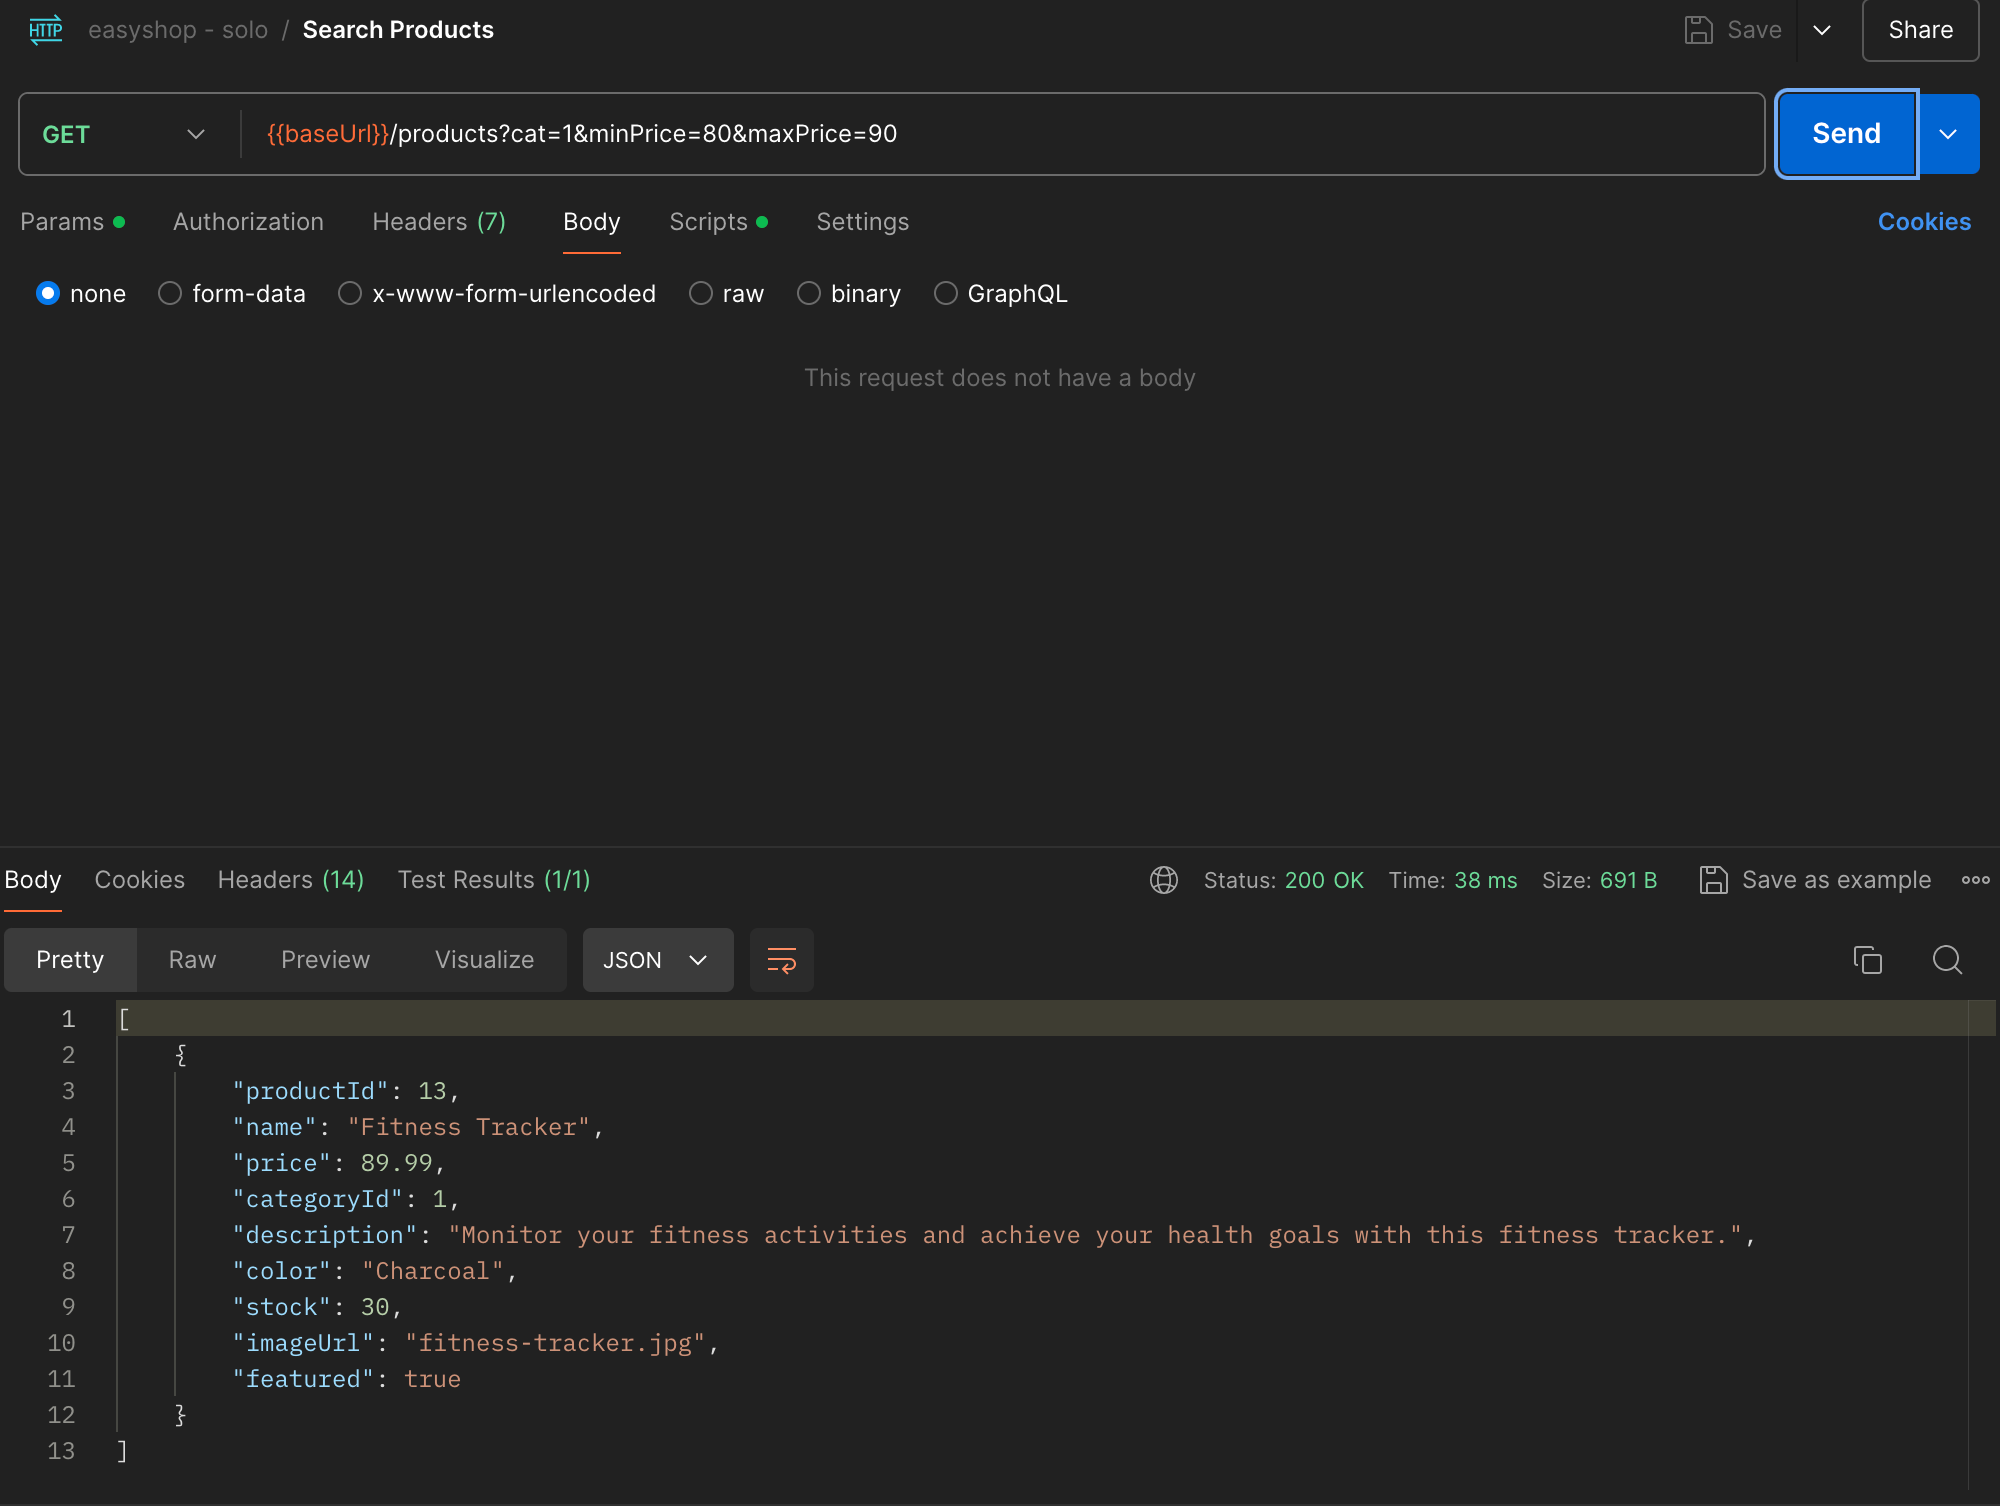 HTTP easyshop - solo / Search Products Save Share
GET {{baseUrl}}/products?cat=1&minPrice=80&maxPrice=90 Send
Params Authorization Headers (7) Body Scripts Settings Cookies
none form-data x-www-form-urlencoded raw binary GraphQL
This request does not have a body
Body Cookies Headers (14) Test Results (1/1) Status: 200 OK Time: 38 ms Size: 691 B Save as example
Pretty Raw Preview Visualize JSON
1 [
2 {
3 "productId": 13,
4 "name": "Fitness Tracker",
5 "price": 89.99,
6 "categoryId": 1,
7 "description": "Monitor your fitness activities and achieve your health goals with this fitness tracker.",
8 "color": "Charcoal",
9 "stock": 30,
10 "imageUrl": "fitness-tracker.jpg",
11 "featured": true
12 }
13 ]